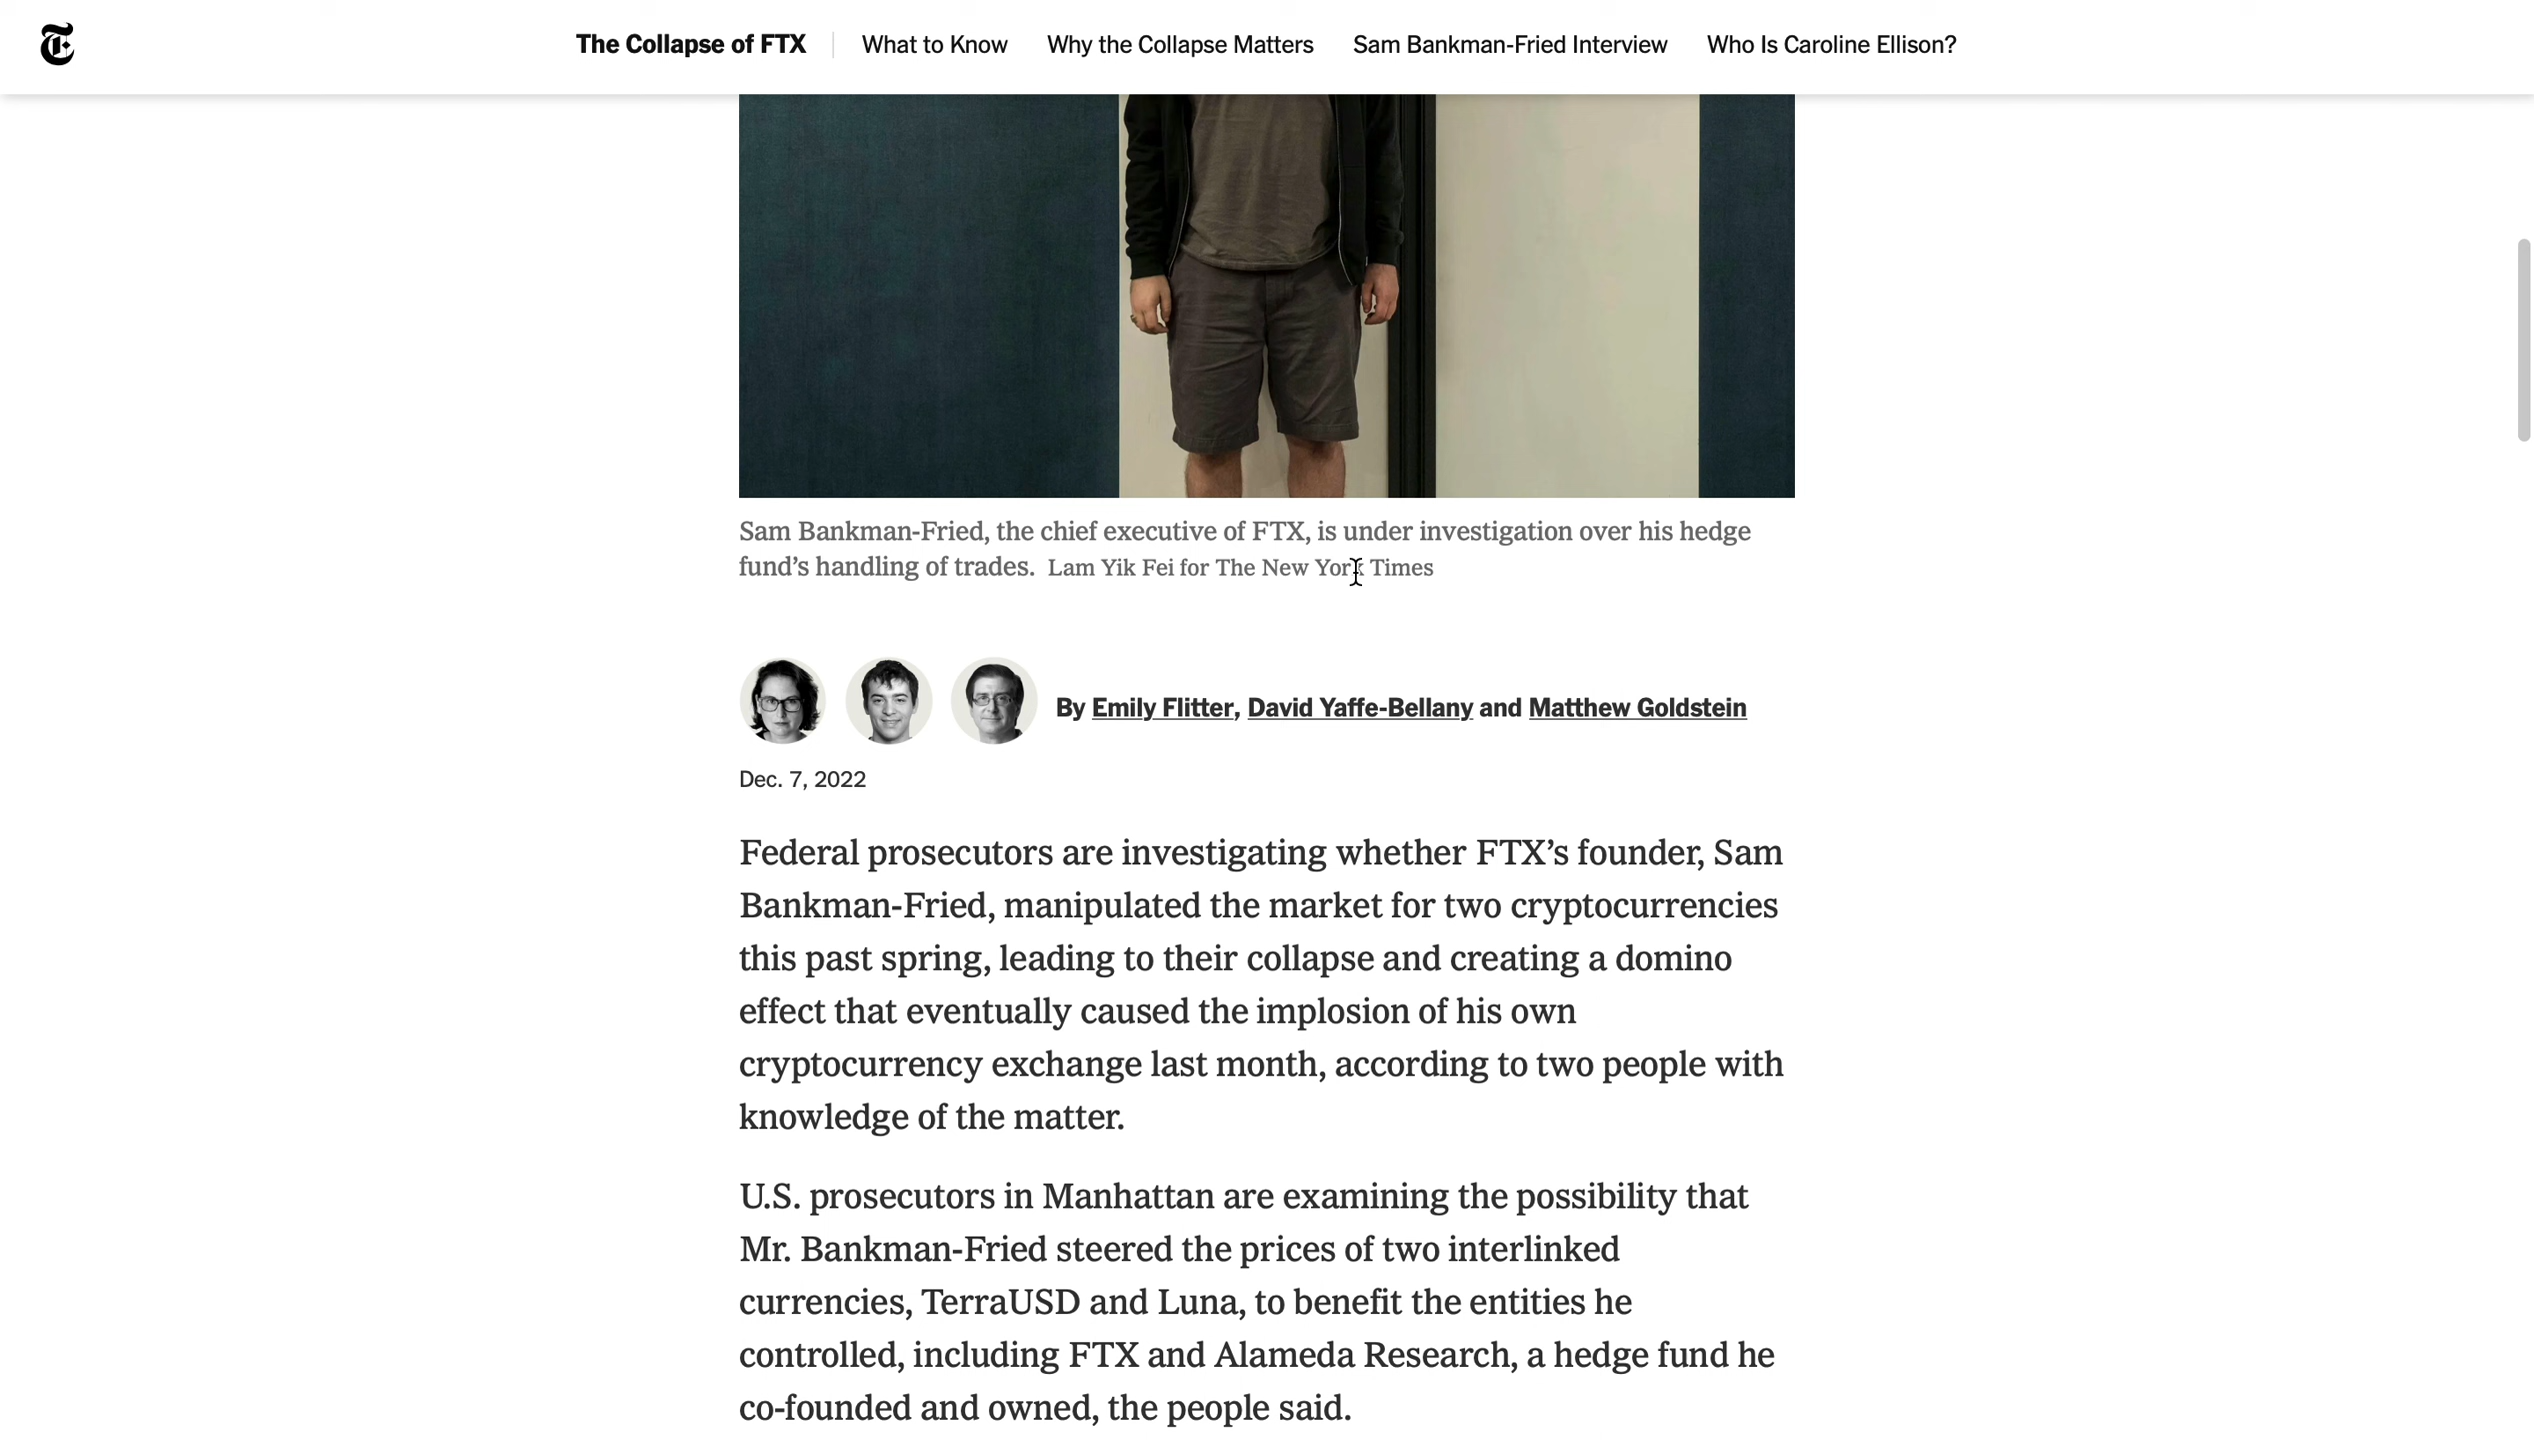 The Collapse of FTX
What to Know
Why the Collapse Matters
Sam Bankman-Fried Interview
Who Is Caroline Ellison?
Sam Bankman-Fried, the chief executive of FTX, is under investigation over his hedge
fund’s handling of trades. Lam Yik Fei for The New York Times
By Emily Flitter, David Yaffe-Bellany and Matthew Goldstein
Dec. 7, 2022
Federal prosecutors are investigating whether FTX’s founder, Sam
Bankman-Fried, manipulated the market for two cryptocurrencies
this past spring, leading to their collapse and creating a domino
effect that eventually caused the implosion of his own
cryptocurrency exchange last month, according to two people with
knowledge of the matter.
U.S. prosecutors in Manhattan are examining the possibility that
Mr. Bankman-Fried steered the prices of two interlinked
currencies, TerraUSD and Luna, to benefit the entities he
controlled, including FTX and Alameda Research, a hedge fund he
co-founded and owned, the people said.